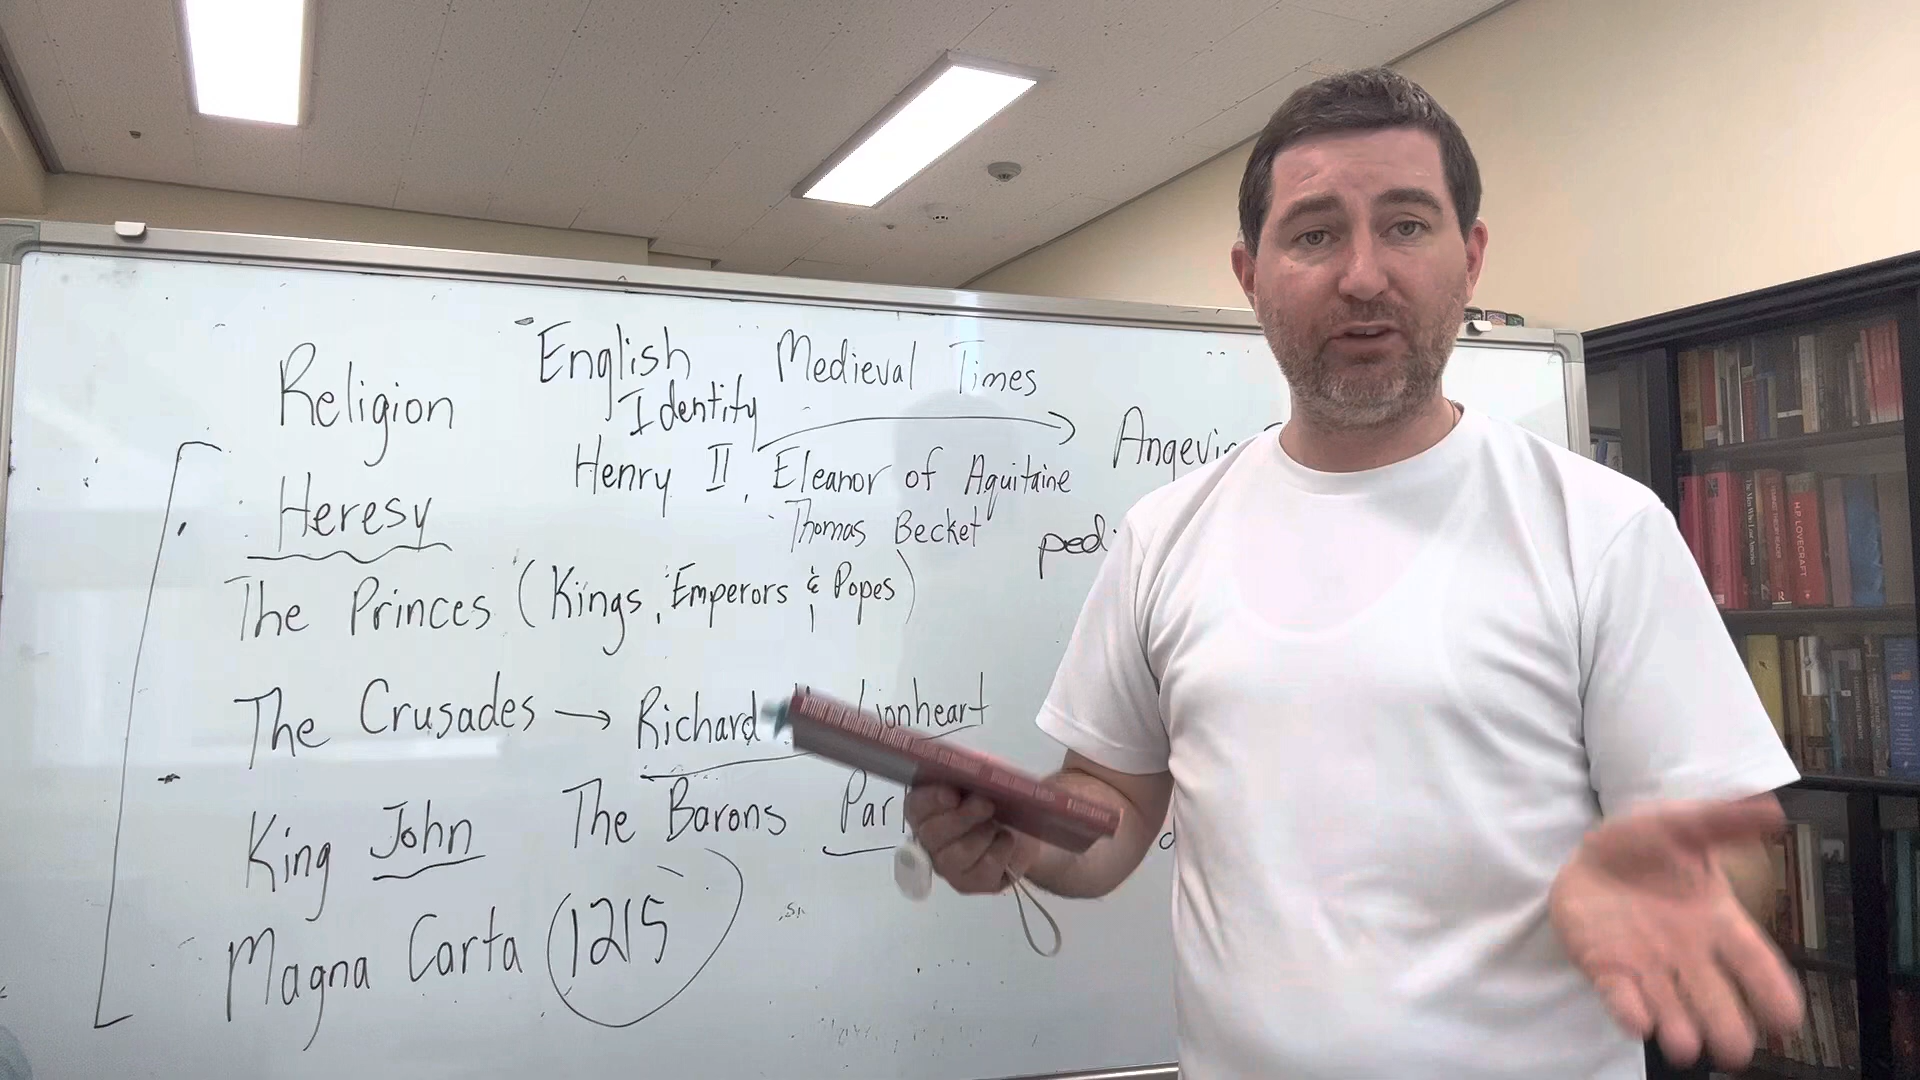 Religion
English Identity
Medieval Times
Heresy
Henry II, Eleanor of Aquitaine
Thomas Becket
The Princes (Kings, Emperors & Popes)
The Crusades → Richard Lionheart
King John The Barons
Magna Carta (1215)
H.P. LOVECRAFT